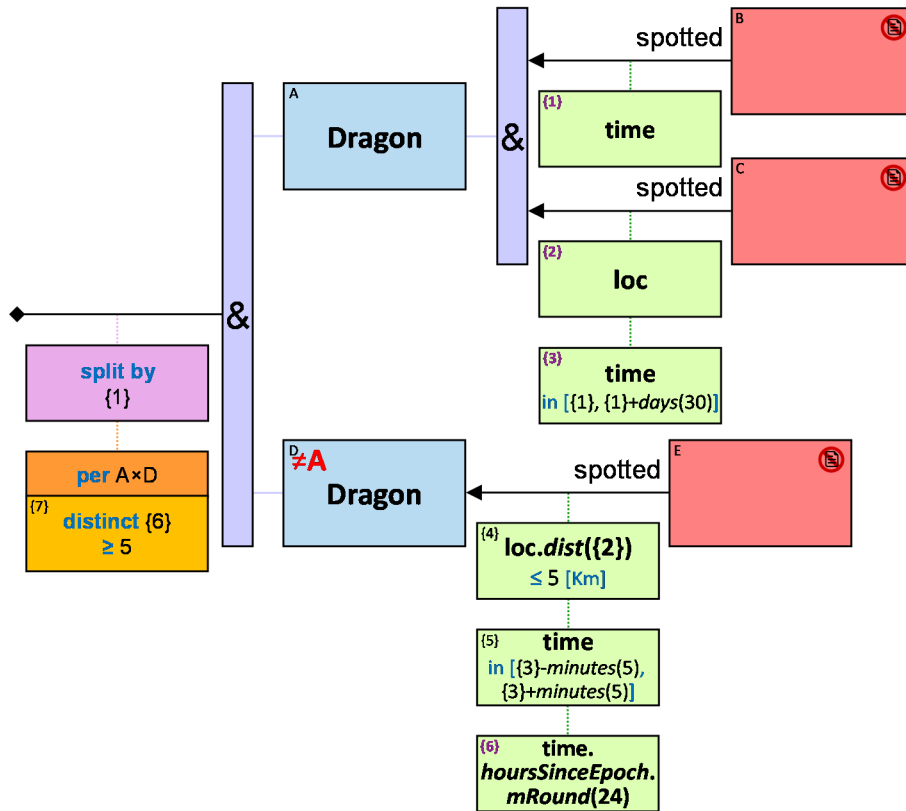 spotted
B
A
Dragon
&
{1}
time
spotted
C
{2}
loc
&
{3}
time
in [{1}, {1}+days(30)]
split by
{1}
per A×D
{7}
distinct {6}
≥ 5
D
≠A
Dragon
spotted
E
{4}
loc.dist({2})
≤ 5 [Km]
{5}
time
in [{3}-minutes(5),
{3}+minutes(5)]
{6}
time.
hoursSinceEpoch.
mRound(24)